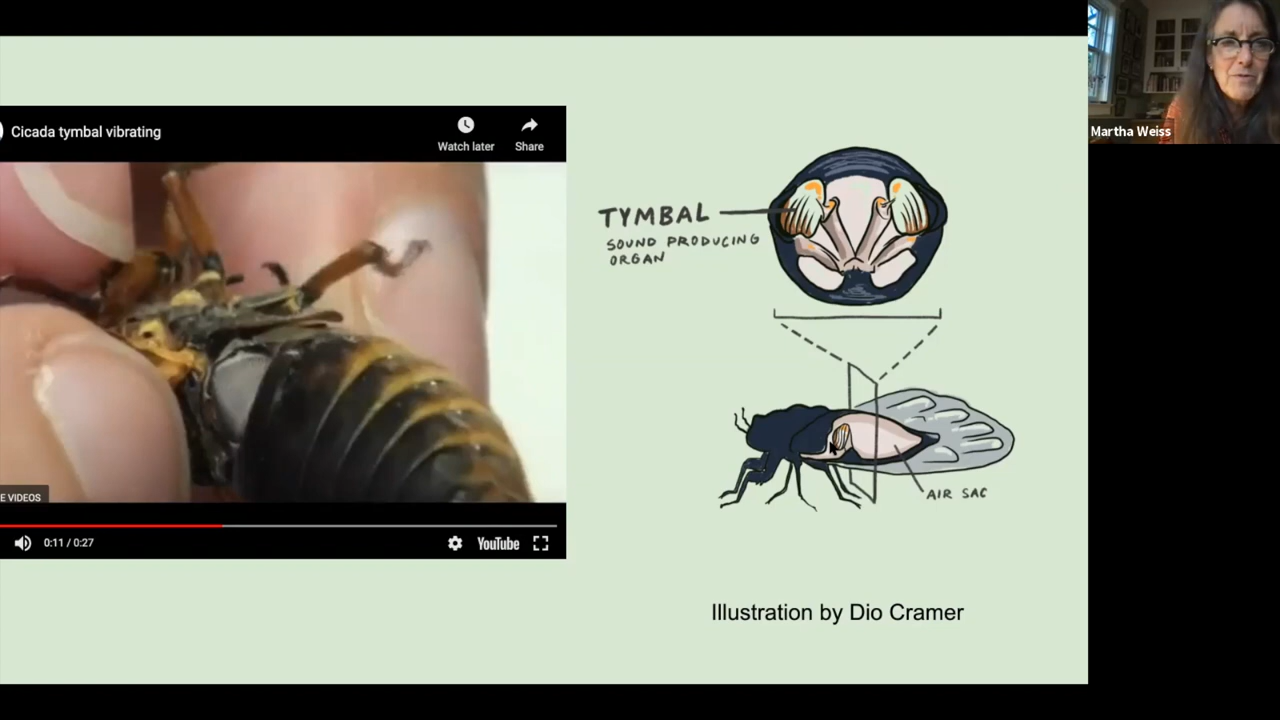 Cicada tymbal vibrating
Watch later
Share
E VIDEOS
0:11 / 0:27
YouTube
TYMBAL
SOUND PRODUCING
ORGAN
AIR SAC
Illustration by Dio Cramer
Martha Weiss